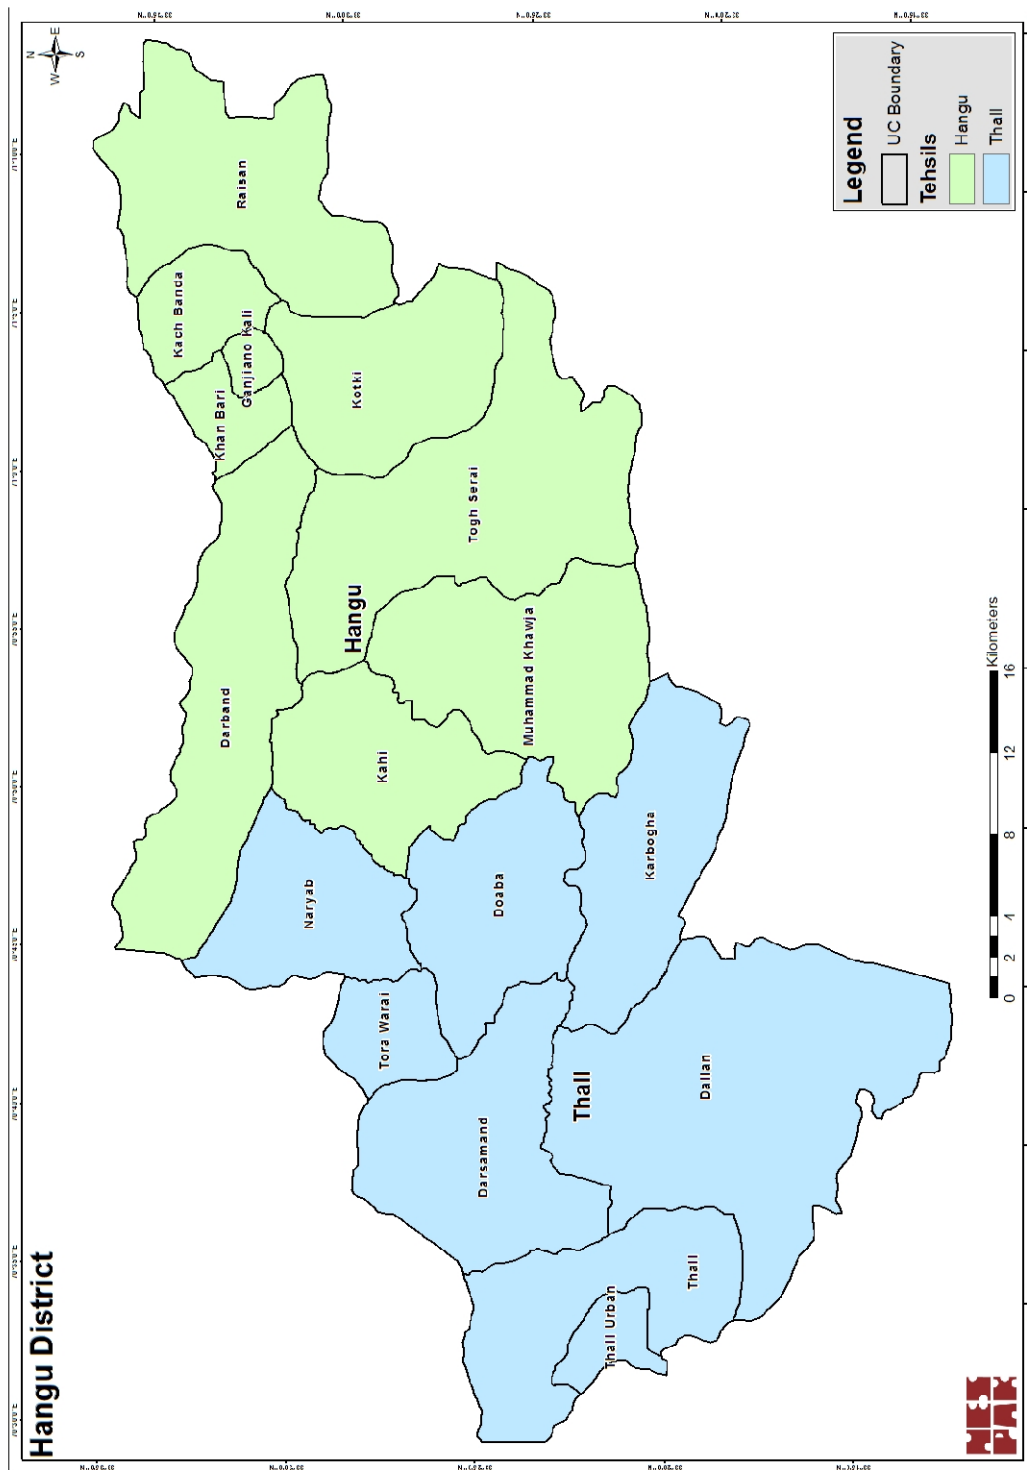 Hangu District
N
W E
S
Raisan
Kach Banda
Ganjiano Kali
Khan Bari
Kotki
Darband
Togh Serai
Hangu
Muhammad Khawja
Kahi
Naryab
Doaba
Karbogha
Tora Warai
Darsamand
Thall
Dallan
Thall
Thall Urban
Legend
UC Boundary
Tehsils
Hangu
Thall
0 2 4 8 12 16
Kilometers